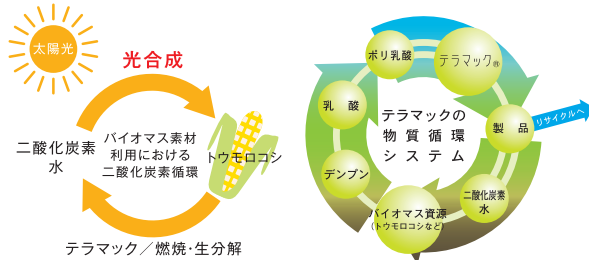 太陽光
光合成
二酸化炭素
水
バイオマス素材
利用における
二酸化炭素循環
トウモロコシ
テラマック／燃焼・生分解
ポリ乳酸
テラマック®
乳酸
テラマックの
物質循環
システム
製品
リサイクルへ
デンプン
二酸化炭素
水
バイオマス資源
(トウモロコシなど)